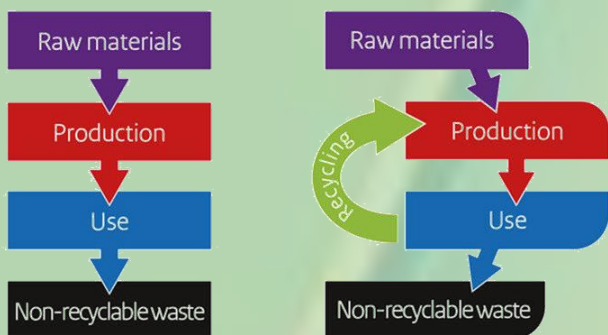 Raw materials
Production
Use
Non-recyclable waste
Raw materials
Recycling
Production
Use
Non-recyclable waste